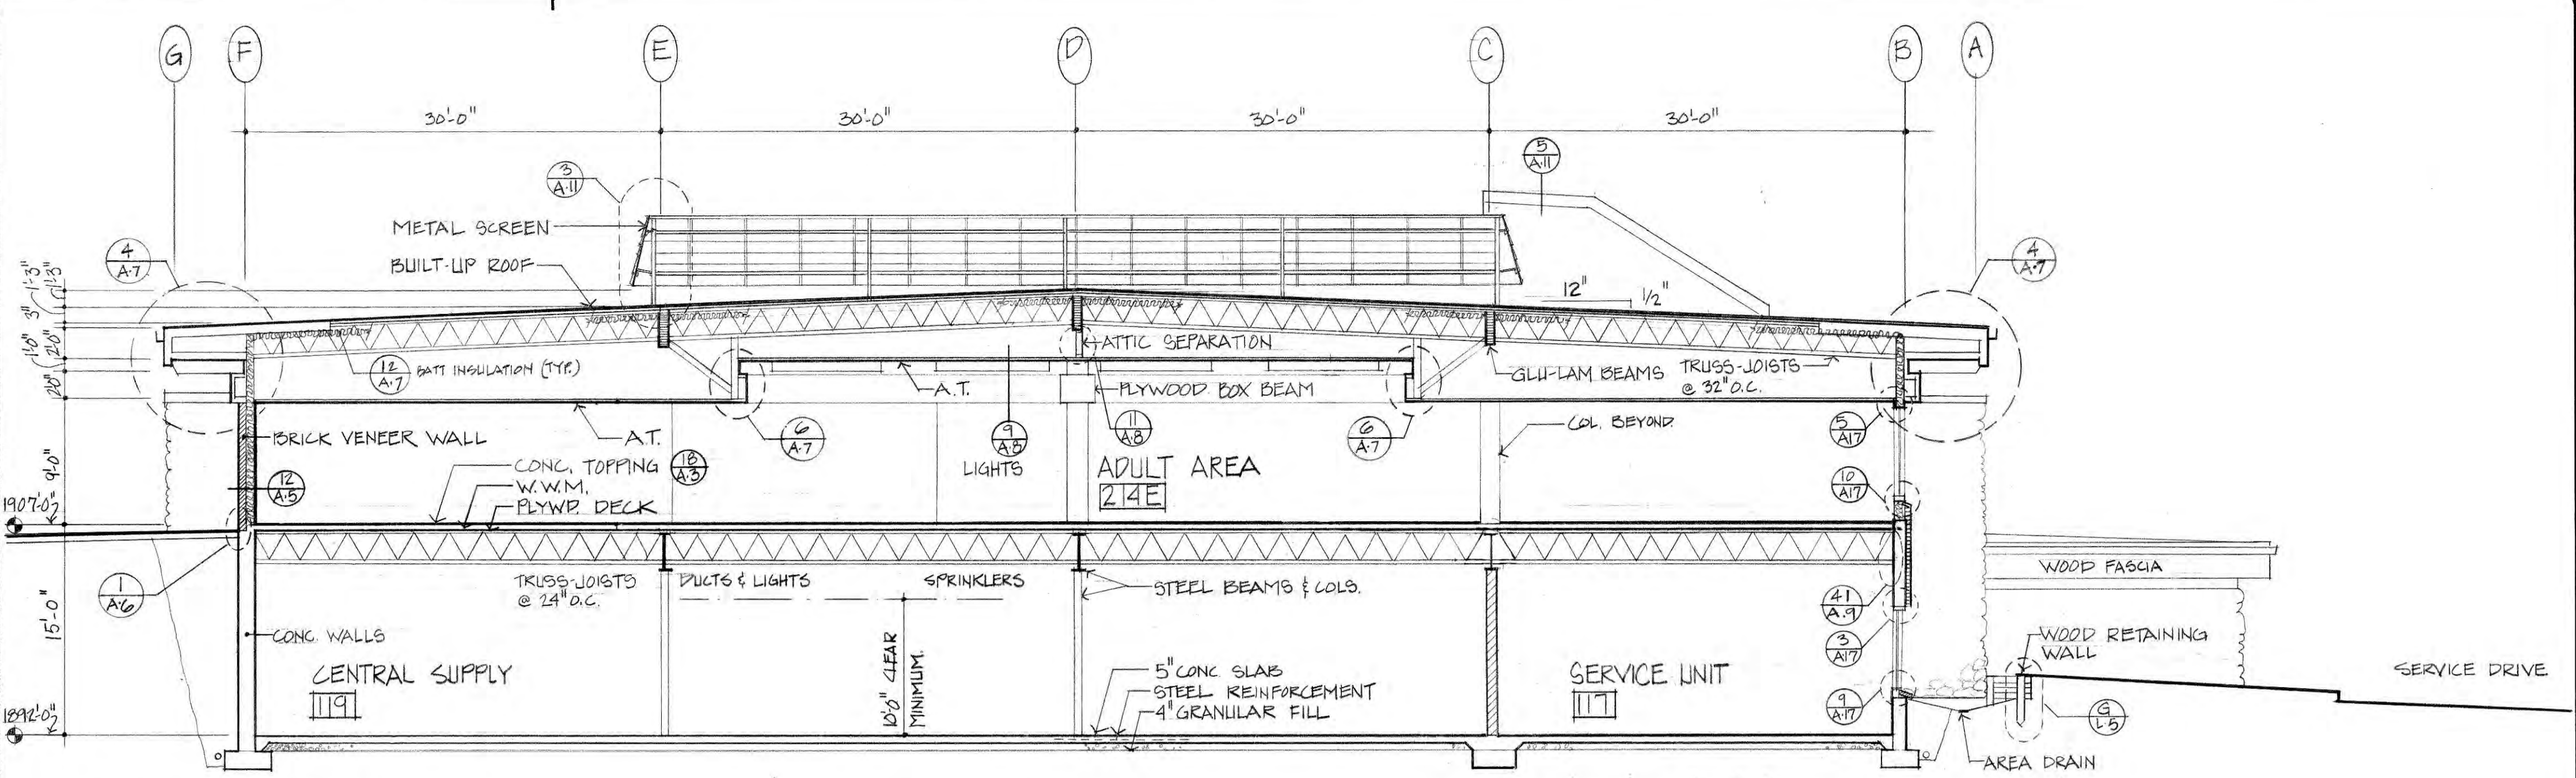 G F E D C B A
30'-0" 30'-0" 30'-0" 30'-0"
3
A.11
5
A.11
METAL SCREEN
BUILT-UP ROOF
4
A.7
4
A.7
12" 1/2"
1'-3"
1'-3"
3"
2'-0"
1'-0"
2'-0"
ATTIC SEPARATION
12
A.7
BATT INSULATION (TYP.)
A.T.
PLYWOOD BOX BEAM
GLU-LAM BEAMS
TRUSS-JOISTS
@ 32" O.C.
BRICK VENEER WALL
A.T.
6
A.7
9
A.8
11
A.8
6
A.7
COL. BEYOND
5
A17
CONC. TOPPING
18
A.3
W.W.M.
PLYWD. DECK
LIGHTS
ADULT AREA
214E
12
A.5
10
A17
9'-0"
1907'-0"
1
A.6
TRUSS-JOISTS
@ 24" O.C.
DUCTS & LIGHTS
SPRINKLERS
STEEL BEAMS & COLS.
41
A.9
WOOD FASCIA
15'-0"
CONC. WALLS
10'-0" CLEAR
MINIMUM.
3
A17
WOOD RETAINING
WALL
CENTRAL SUPPLY
119
5" CONC. SLAB
STEEL REINFORCEMENT
4" GRANULAR FILL
SERVICE UNIT
117
9
A.17
G
L.5
SERVICE DRIVE
1892'-0"
AREA DRAIN